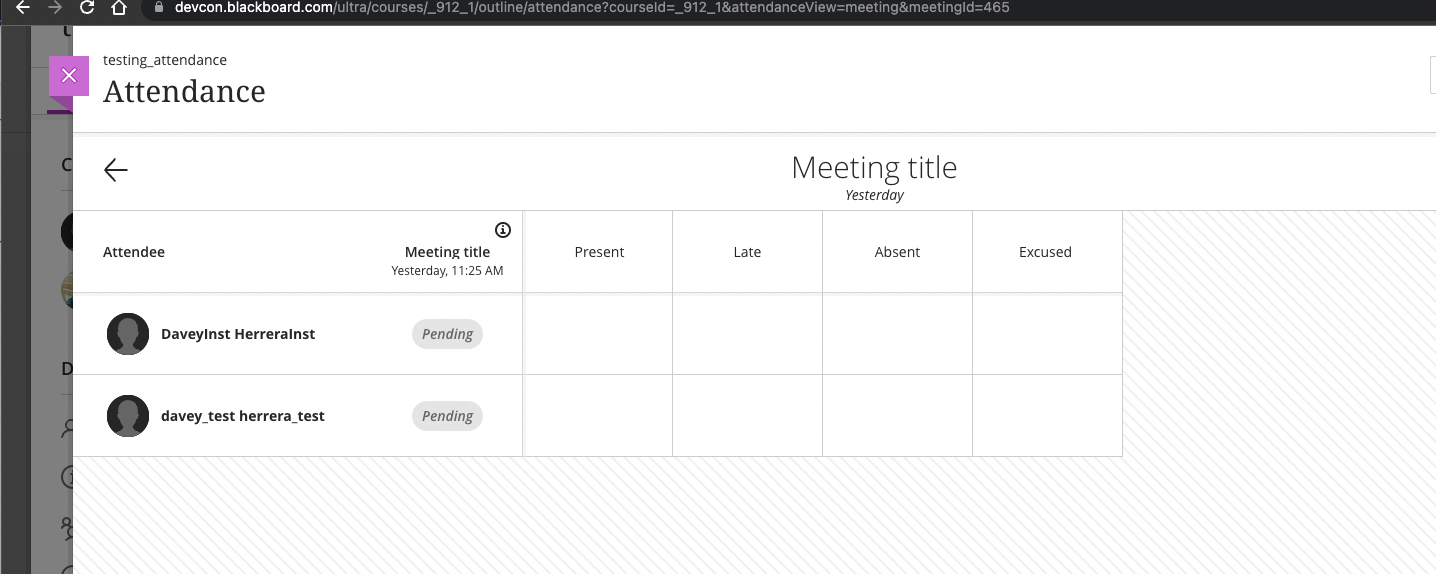 devcon.blackboard.com/ultra/courses/_912_1/outline/attendance?courseId=_912_1&attendanceView=meeting&meetingId=465
testing_attendance
Attendance
Meeting title
Yesterday
Attendee Meeting title Present Late Absent Excused
Yesterday, 11:25 AM
DaveyInst HerreraInst Pending
davey_test herrera_test Pending
C
D